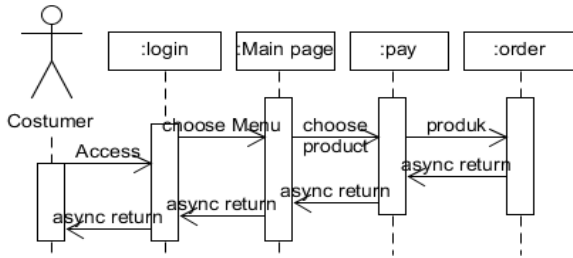 :login
:Main page
:pay
:order
Costumer
choose Menu
choose
product
produk
Access
async return
async return
async return
async return